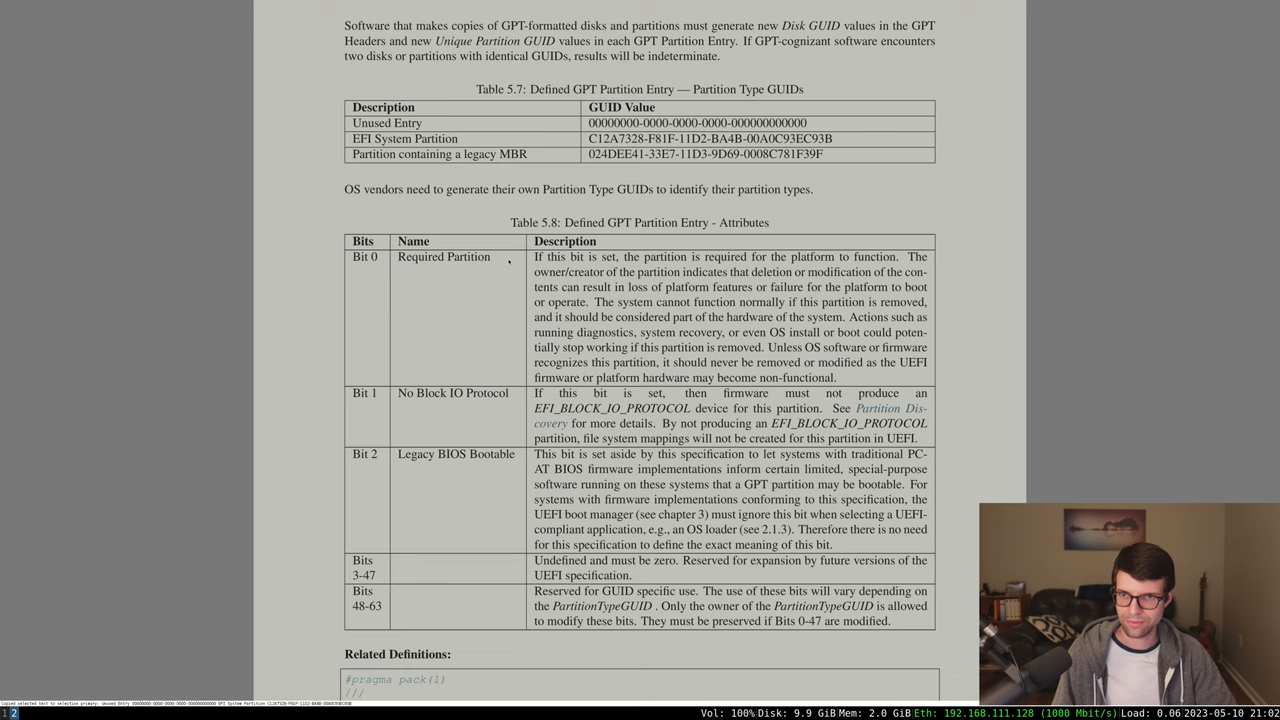 Software that makes copies of GPT-formatted disks and partitions must generate new Disk GUID values in the GPT
Headers and new Unique Partition GUID values in each GPT Partition Entry. If GPT-cognizant software encounters
two disks or partitions with identical GUIDs, results will be indeterminate.
Table 5.7: Defined GPT Partition Entry — Partition Type GUIDs
Description GUID Value
Unused Entry 00000000-0000-0000-0000-000000000000
EFI System Partition C12A7328-F81F-11D2-BA4B-00A0C93EC93B
Partition containing a legacy MBR 024DEE41-33E7-11D3-9D69-0008C781F39F
OS vendors need to generate their own Partition Type GUIDs to identify their partition types.
Table 5.8: Defined GPT Partition Entry - Attributes
Bits Name Description
Bit 0 Required Partition If this bit is set, the partition is required for the platform to function. The
owner/creator of the partition indicates that deletion or modification of the con-
tents can result in loss of platform features or failure for the platform to boot
or operate. The system cannot function normally if this partition is removed,
and it should be considered part of the hardware of the system. Actions such as
running diagnostics, system recovery, or even OS install or boot could poten-
tially stop working if this partition is removed. Unless OS software or firmware
recognizes this partition, it should never be removed or modified as the UEFI
firmware or platform hardware may become non-functional.
Bit 1 No Block IO Protocol If this bit is set, then firmware must not produce an
EFI_BLOCK_IO_PROTOCOL device for this partition. See Partition Dis-
covery for more details. By not producing an EFI_BLOCK_IO_PROTOCOL
partition, file system mappings will not be created for this partition in UEFI.
Bit 2 Legacy BIOS Bootable This bit is set aside by this specification to let systems with traditional PC-
AT BIOS firmware implementations inform certain limited, special-purpose
software running on these systems that a GPT partition may be bootable. For
systems with firmware implementations conforming to this specification, the
UEFI boot manager (see chapter 3) must ignore this bit when selecting a UEFI-
compliant application, e.g., an OS loader (see 2.1.3). Therefore there is no need
for this specification to define the exact meaning of this bit.
Bits Undefined and must be zero. Reserved for expansion by future versions of the
3-47 UEFI specification.
Bits Reserved for GUID specific use. The use of these bits will vary depending on
48-63 the PartitionTypeGUID . Only the owner of the PartitionTypeGUID is allowed
to modify these bits. They must be preserved if Bits 0-47 are modified.
Related Definitions:
#pragma pack(1)
///
1 2 Vol: 100% Disk: 9.9 GiB Mem: 2.0 GiB Eth: 192.168.111.128 (1000 Mbit/s) Load: 0.06 2023-05-10 21:02